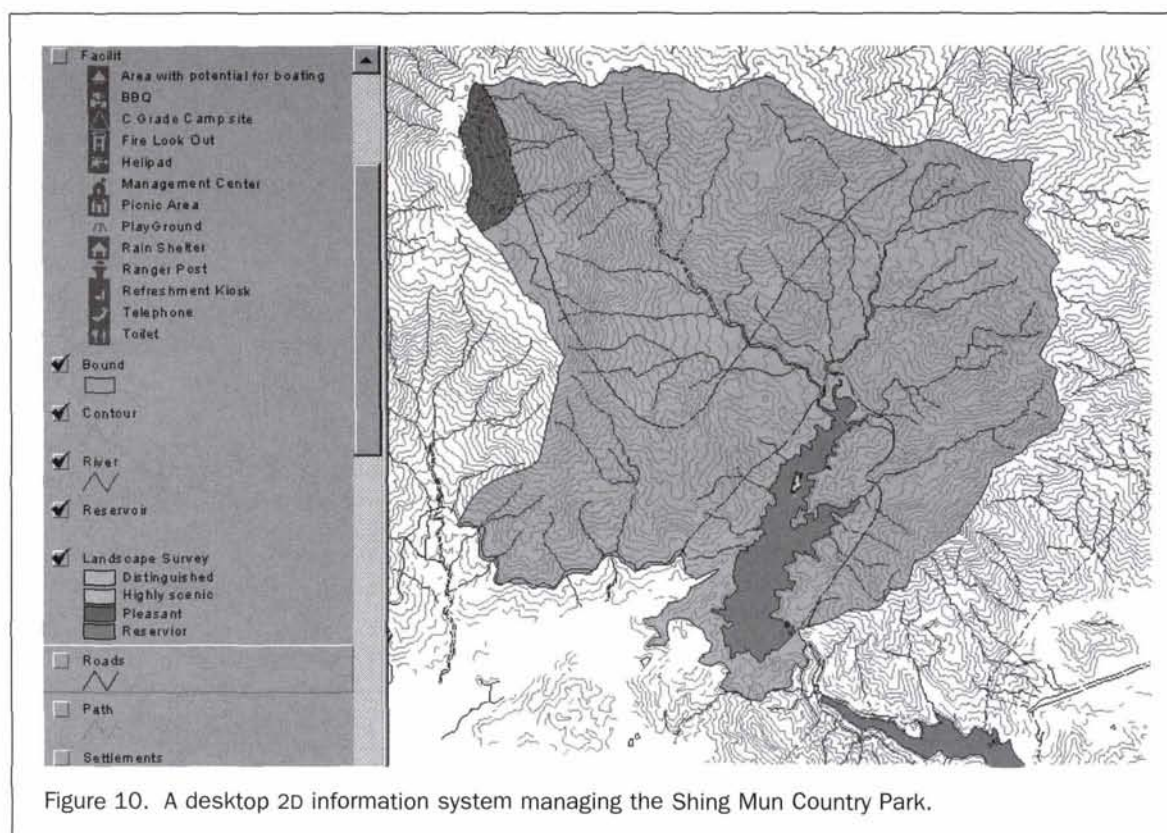 Facilit
Area with potential for boating
BBQ
C Grade Camp site
Fire Look Out
Helipad
Management Center
Picnic Area
PlayGround
Rain Shelter
Ranger Post
Refreshment Kiosk
Telephone
Toilet
Bound
Contour
River
Reservoir
Landscape Survey
Distinguished
Highly scenic
Pleasant
Reservior
Roads
Path
Settlements
Figure 10. A desktop 2D information system managing the Shing Mun Country Park.